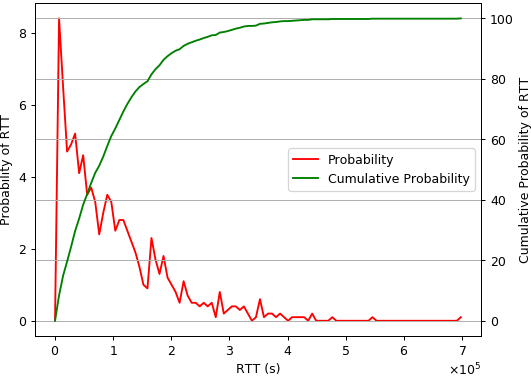 8
6
4
2
0
Probability of RTT
100
80
60
40
20
0
Cumulative Probability of RTT
Probability
Cumulative Probability
0 1 2 3 4 5 6 7
×10⁵
RTT (s)